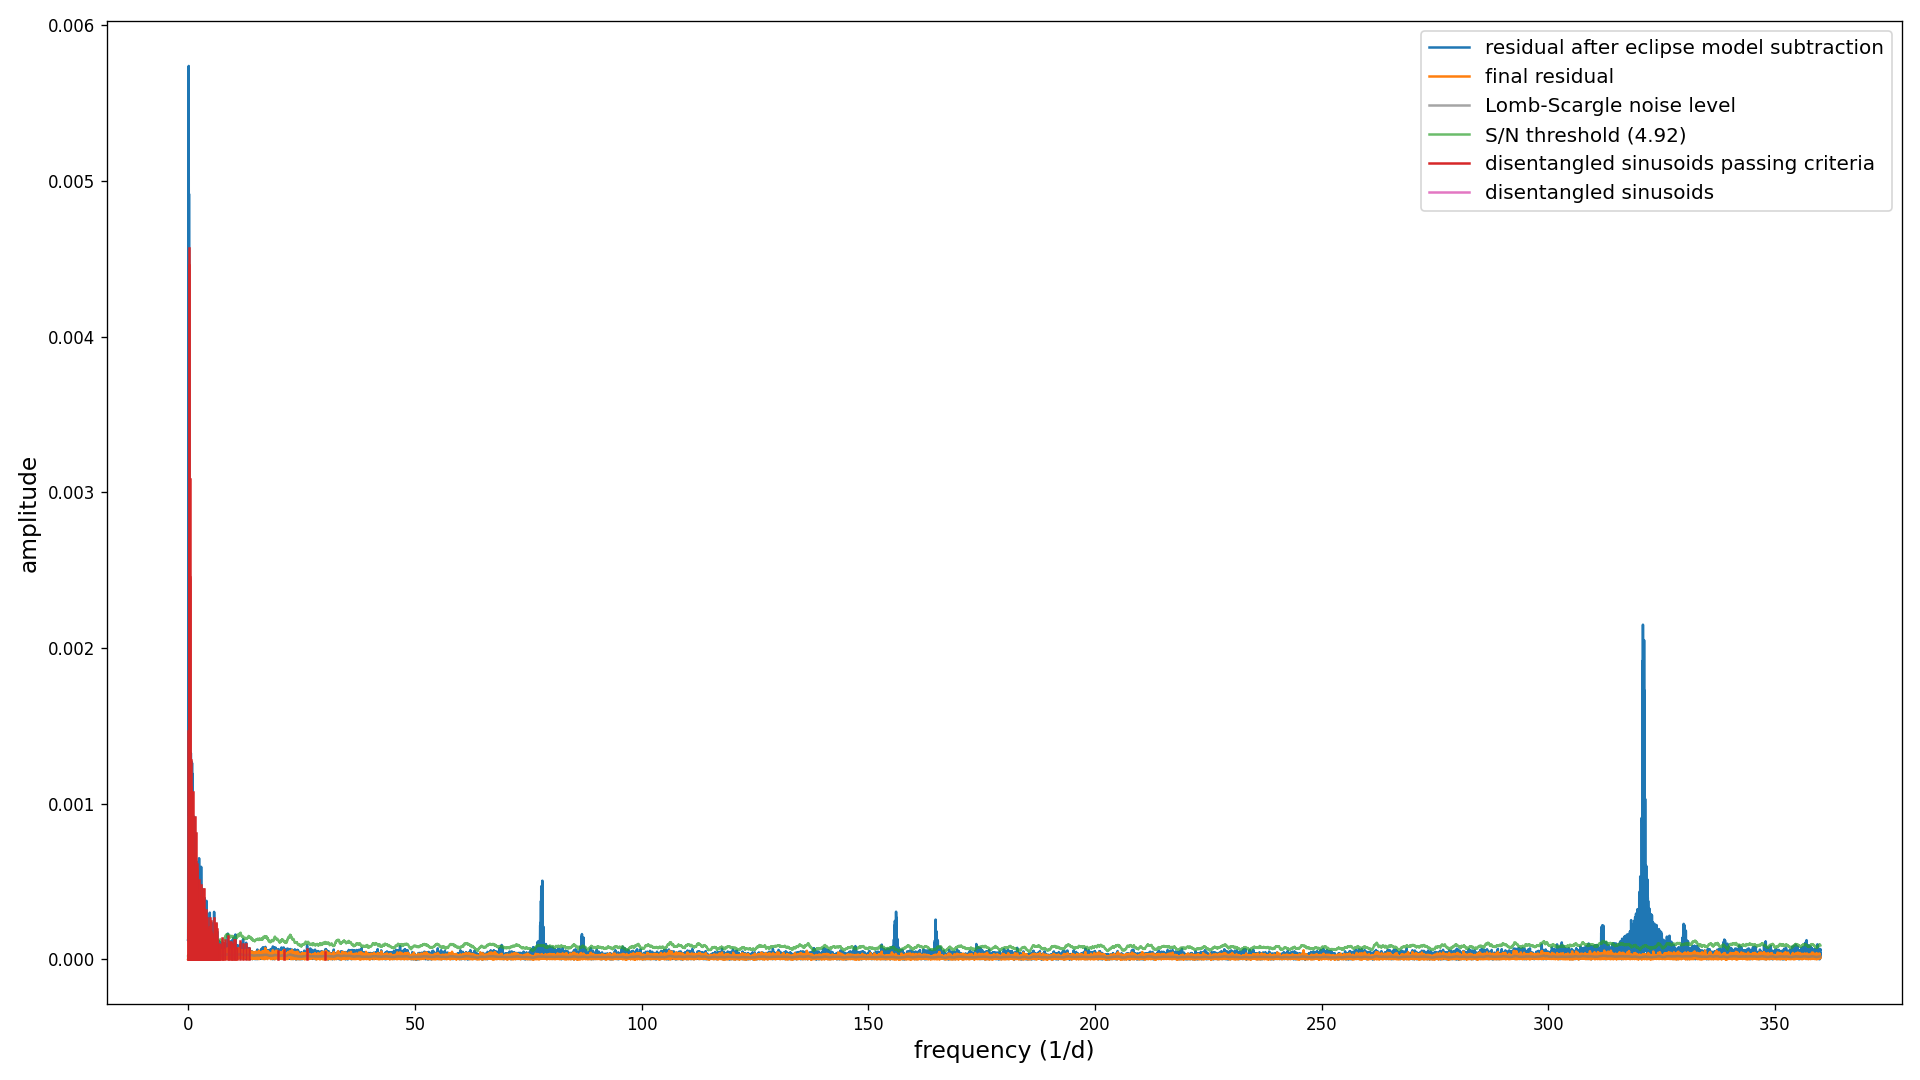 residual after eclipse model subtraction
final residual
Lomb-Scargle noise level
S/N threshold (4.92)
disentangled sinusoids passing criteria
disentangled sinusoids
amplitude
0.006
0.005
0.004
0.003
0.002
0.001
0.000
0 50 100 150 200 250 300 350
frequency (1/d)